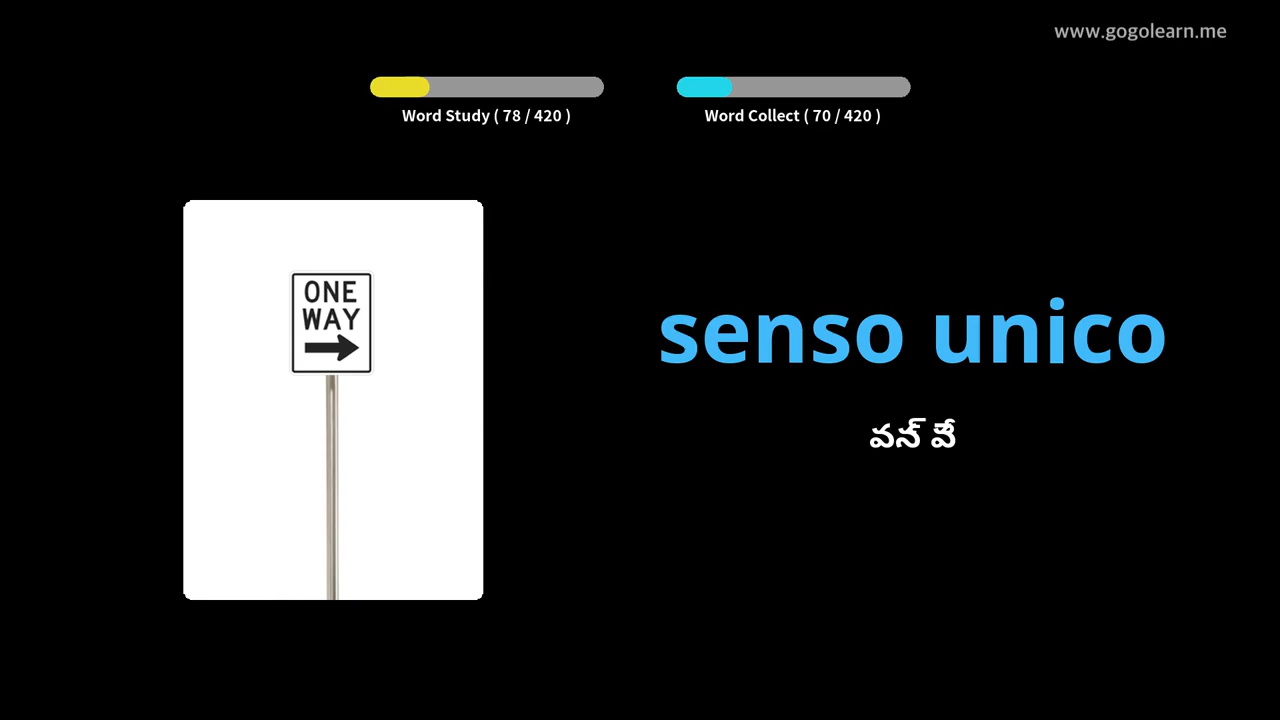 www.gogolearn.me
Word Study ( 78 / 420 )
Word Collect ( 70 / 420 )
ONE
WAY
senso unico
వన్ వే